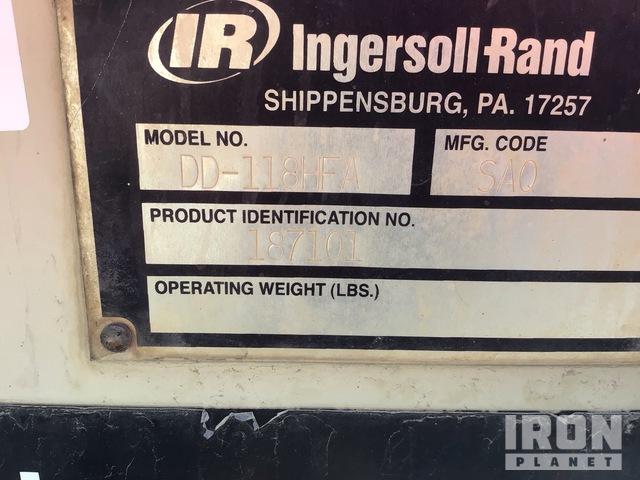 IR Ingersoll-Rand
SHIPPENSBURG, PA. 17257
MODEL NO. MFG. CODE
DD-118HFA SAQ
PRODUCT IDENTIFICATION NO.
187101
OPERATING WEIGHT (LBS.)
IRON
PLANET